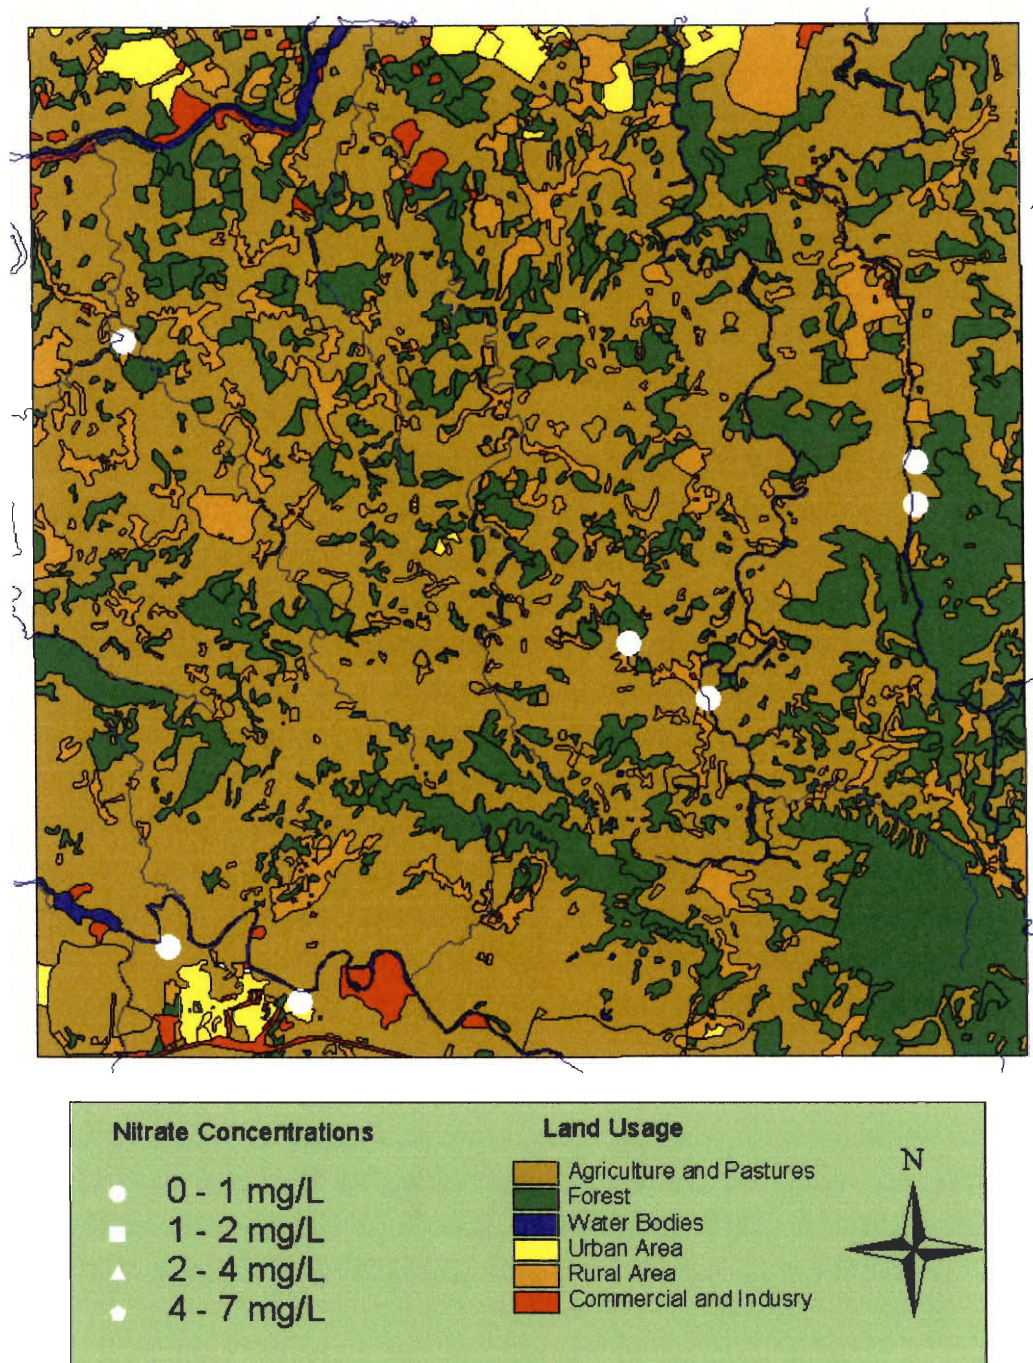 Nitrate Concentrations
0 - 1 mg/L
1 - 2 mg/L
2 - 4 mg/L
4 - 7 mg/L
Land Usage
Agriculture and Pastures
Forest
Water Bodies
Urban Area
Rural Area
Commercial and Indusry
N